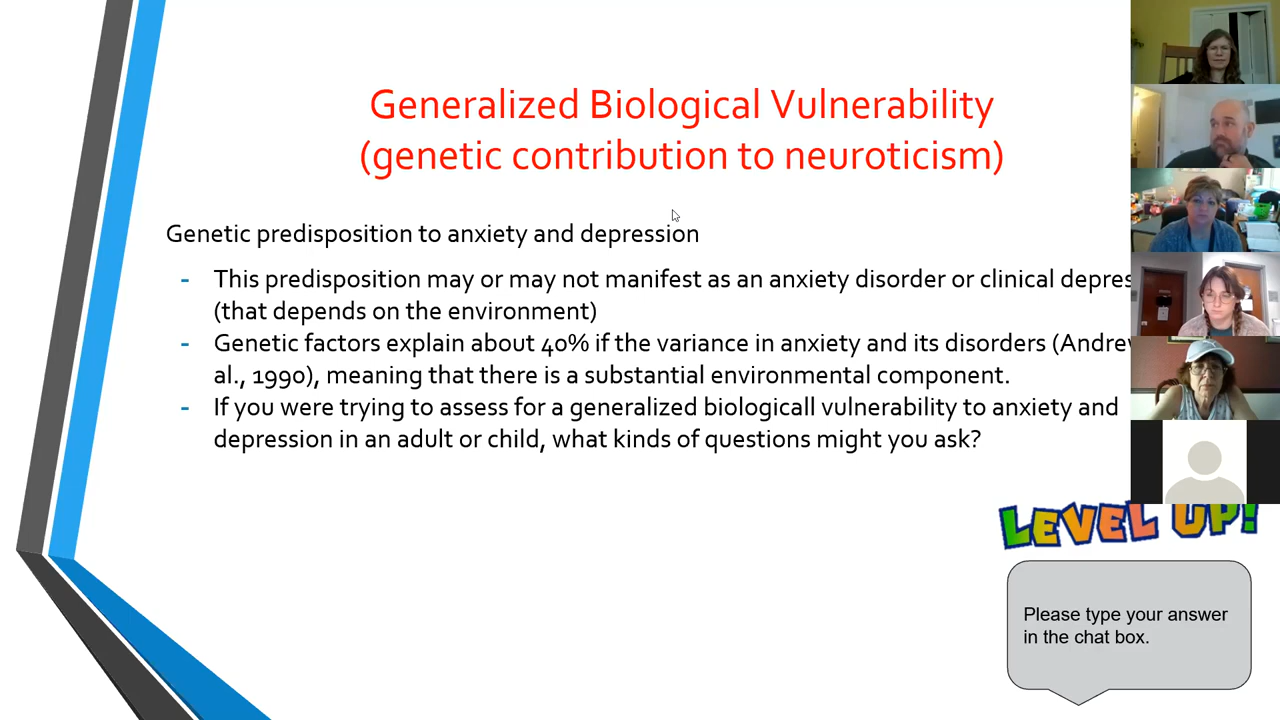 Generalized Biological Vulnerability
(genetic contribution to neuroticism)
Genetic predisposition to anxiety and depression
- This predisposition may or may not manifest as an anxiety disorder or clinical
(that depends on the environment)
- Genetic factors explain about 40% if the variance in anxiety and its disorders
al., 1990), meaning that there is a substantial environmental component.
- If you were trying to assess for a generalized biologicall vulnerability to anxiety and
depression in an adult or child, what kinds of questions might you ask?
LEVEL UP!
Please type your answer
in the chat box.